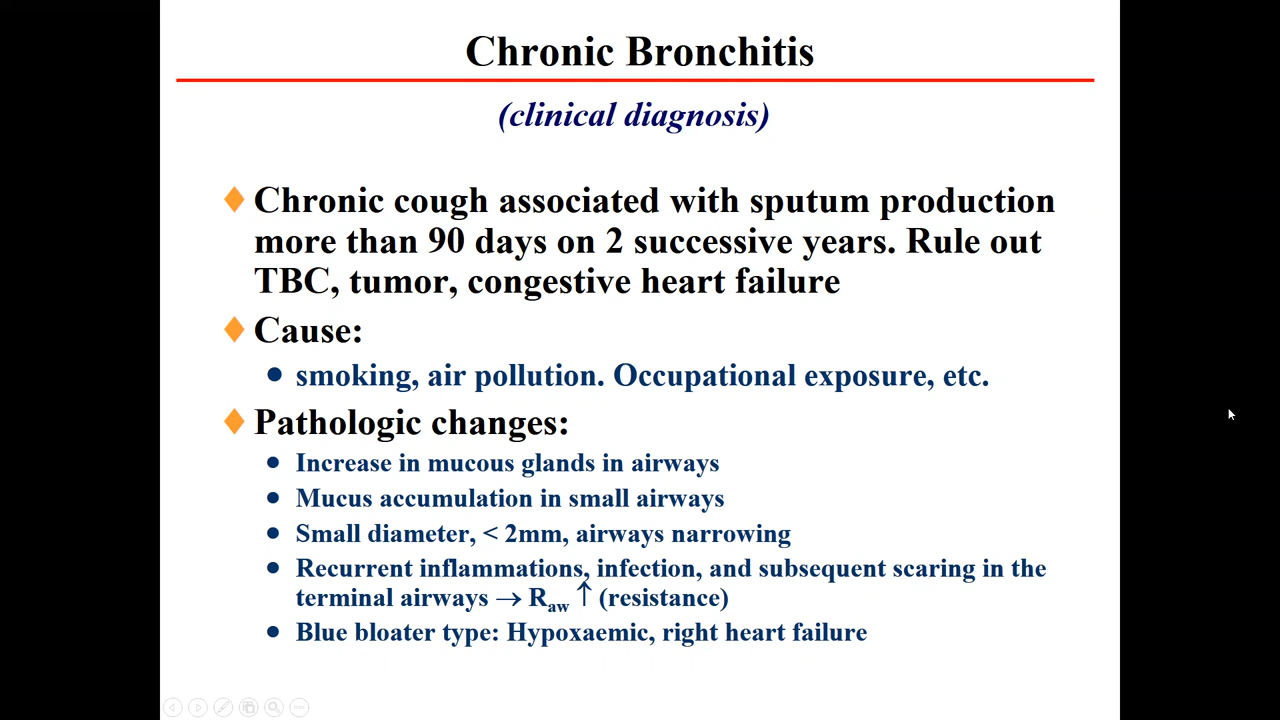 Chronic Bronchitis
(clinical diagnosis)
Chronic cough associated with sputum production
more than 90 days on 2 successive years. Rule out
TBC, tumor, congestive heart failure
Cause:
smoking, air pollution. Occupational exposure, etc.
Pathologic changes:
Increase in mucous glands in airways
Mucus accumulation in small airways
Small diameter, < 2mm, airways narrowing
Recurrent inflammations, infection, and subsequent scaring in the
terminal airways → Raw ↑ (resistance)
Blue bloater type: Hypoxaemic, right heart failure